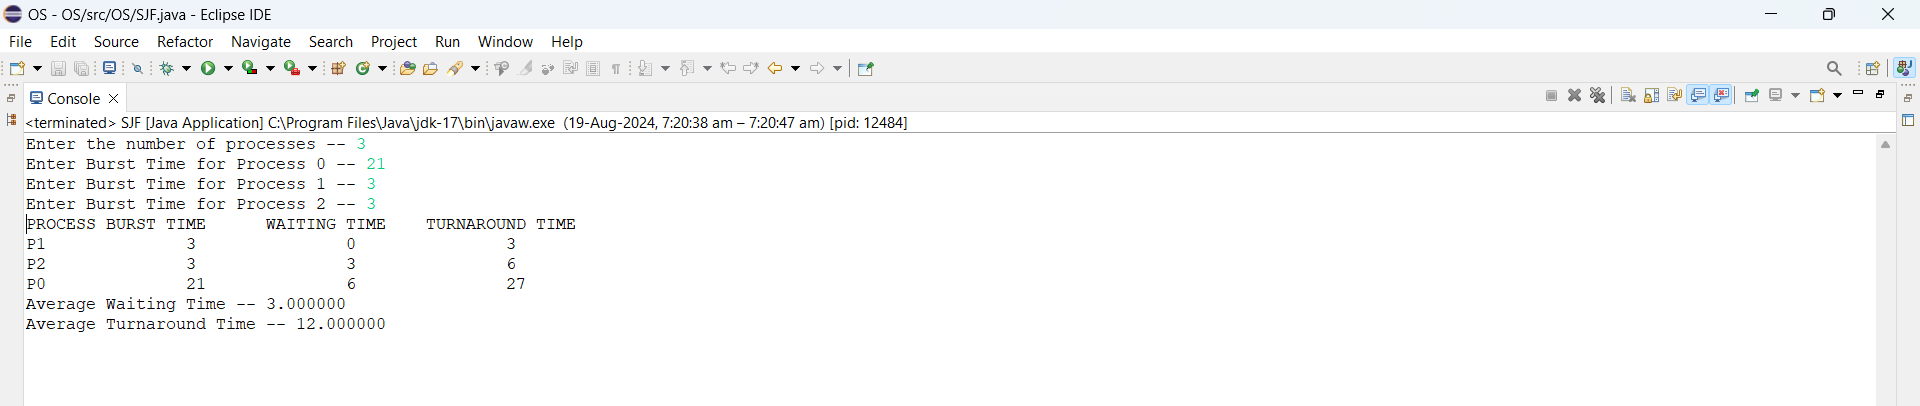 OS - OS/src/OS/SJF.java - Eclipse IDE
File Edit Source Refactor Navigate Search Project Run Window Help
Console
<terminated> SJF [Java Application] C:\Program Files\Java\jdk-17\bin\javaw.exe (19-Aug-2024, 7:20:38 am – 7:20:47 am) [pid: 12484]
Enter the number of processes -- 3
Enter Burst Time for Process 0 -- 21
Enter Burst Time for Process 1 -- 3
Enter Burst Time for Process 2 -- 3
PROCESS BURST TIME WAITING TIME TURNAROUND TIME
P1 3 0 3
P2 3 3 6
P0 21 6 27
Average Waiting Time -- 3.000000
Average Turnaround Time -- 12.000000